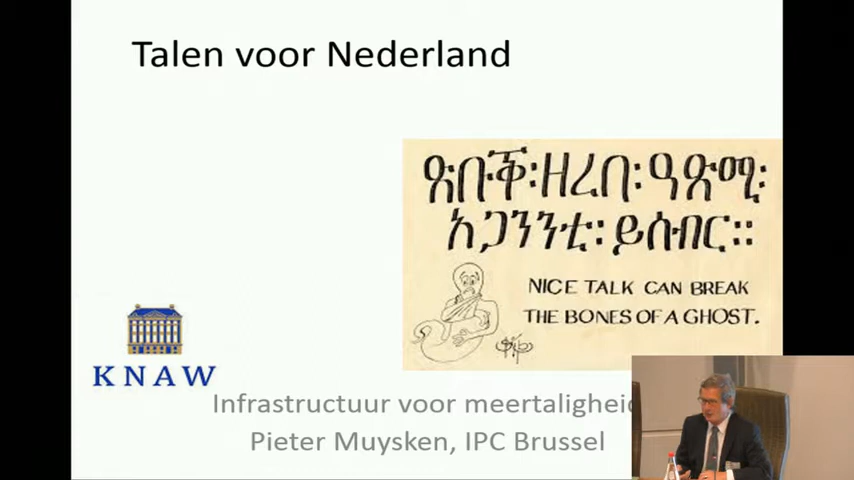 Talen voor Nederland
ጽቡቕ፡ዘረባ፡ዓጽሚ፡
አጋንንቲ፡ይሰብር።
NICE TALK CAN BREAK
THE BONES OF A GHOST.
KNAW
Infrastructuur voor meertaligheid
Pieter Muysken, IPC Brussel